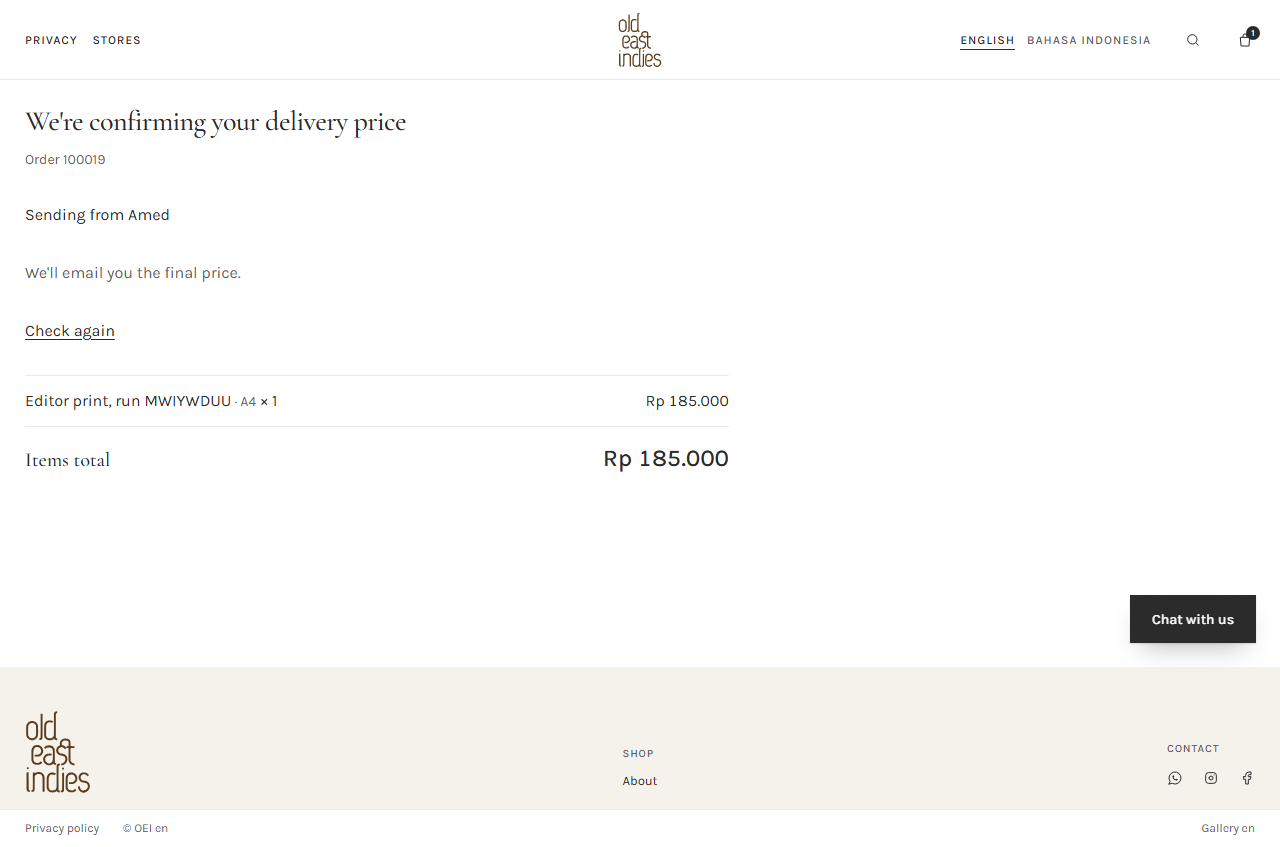 PRIVACY STORES
old east indies
ENGLISH BAHASA INDONESIA
1
We're confirming your delivery price
Order 100019
Sending from Amed
We'll email you the final price.
Check again
Editor print, run MWIYWDUU · A4 × 1 Rp 185.000
Items total Rp 185.000
Chat with us
old
east
indies
SHOP
About
CONTACT
Privacy policy © OEI en Gallery en